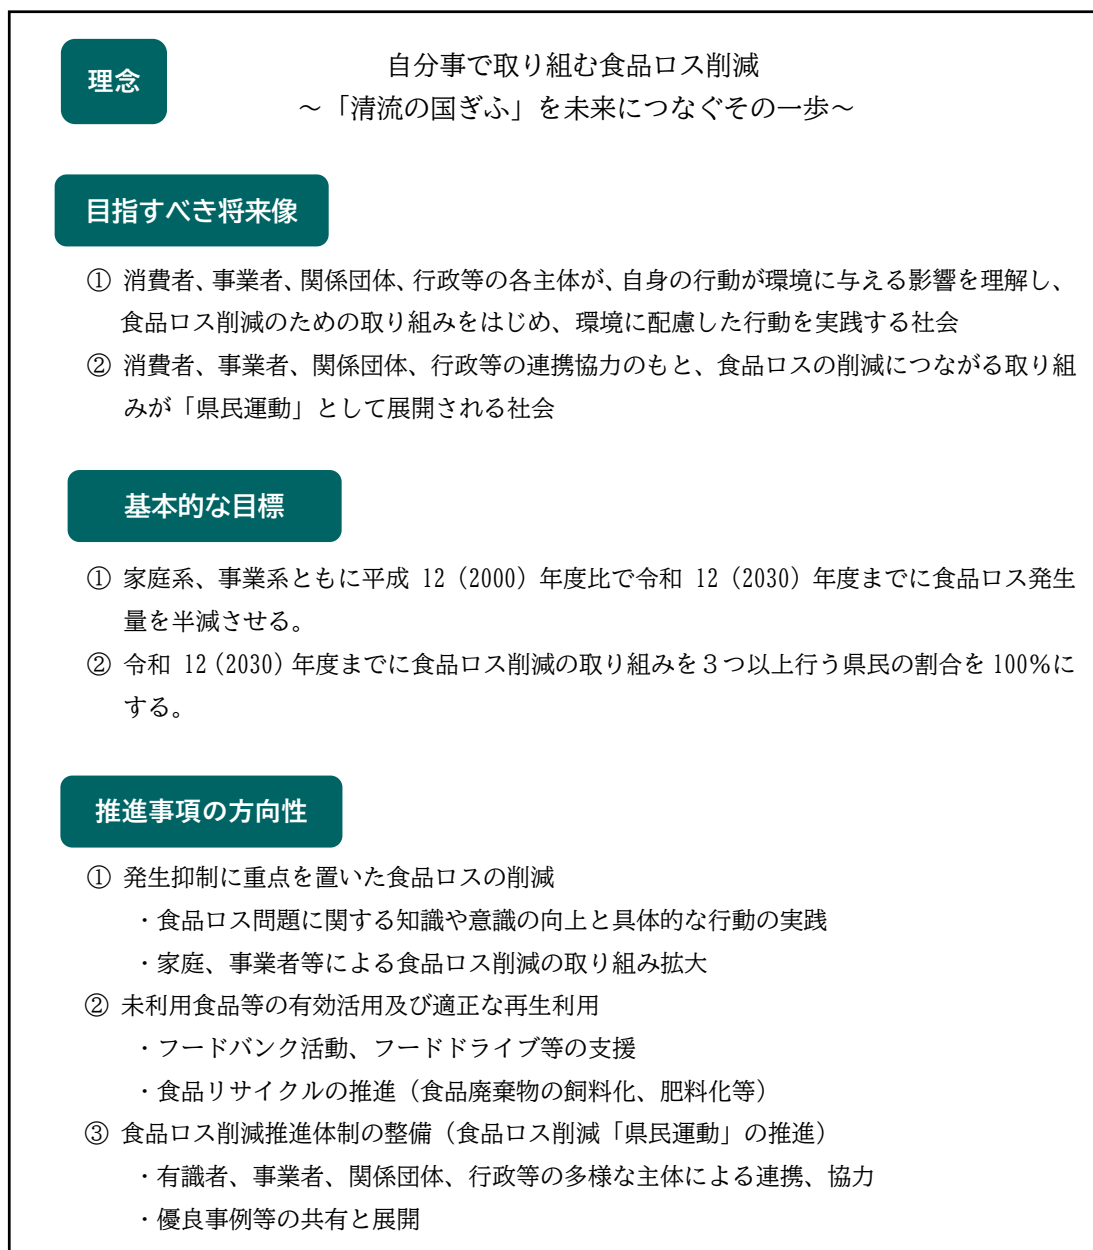 理念
自分事で取り組む食品ロス削減
～「清流の国ぎふ」を未来につなぐその一歩～
目指すべき将来像
① 消費者、事業者、関係団体、行政等の各主体が、自身の行動が環境に与える影響を理解し、
食品ロス削減のための取り組みをはじめ、環境に配慮した行動を実践する社会
② 消費者、事業者、関係団体、行政等の連携協力のもと、食品ロスの削減につながる取り組
みが「県民運動」として展開される社会
基本的な目標
① 家庭系、事業系ともに平成 12（2000）年度比で令和 12（2030）年度までに食品ロス発生
量を半減させる。
② 令和 12（2030）年度までに食品ロス削減の取り組みを３つ以上行う県民の割合を 100％に
する。
推進事項の方向性
① 発生抑制に重点を置いた食品ロスの削減
・食品ロス問題に関する知識や意識の向上と具体的な行動の実践
・家庭、事業者等による食品ロス削減の取り組み拡大
② 未利用食品等の有効活用及び適正な再生利用
・フードバンク活動、フードドライブ等の支援
・食品リサイクルの推進（食品廃棄物の飼料化、肥料化等）
③ 食品ロス削減推進体制の整備（食品ロス削減「県民運動」の推進）
・有識者、事業者、関係団体、行政等の多様な主体による連携、協力
・優良事例等の共有と展開